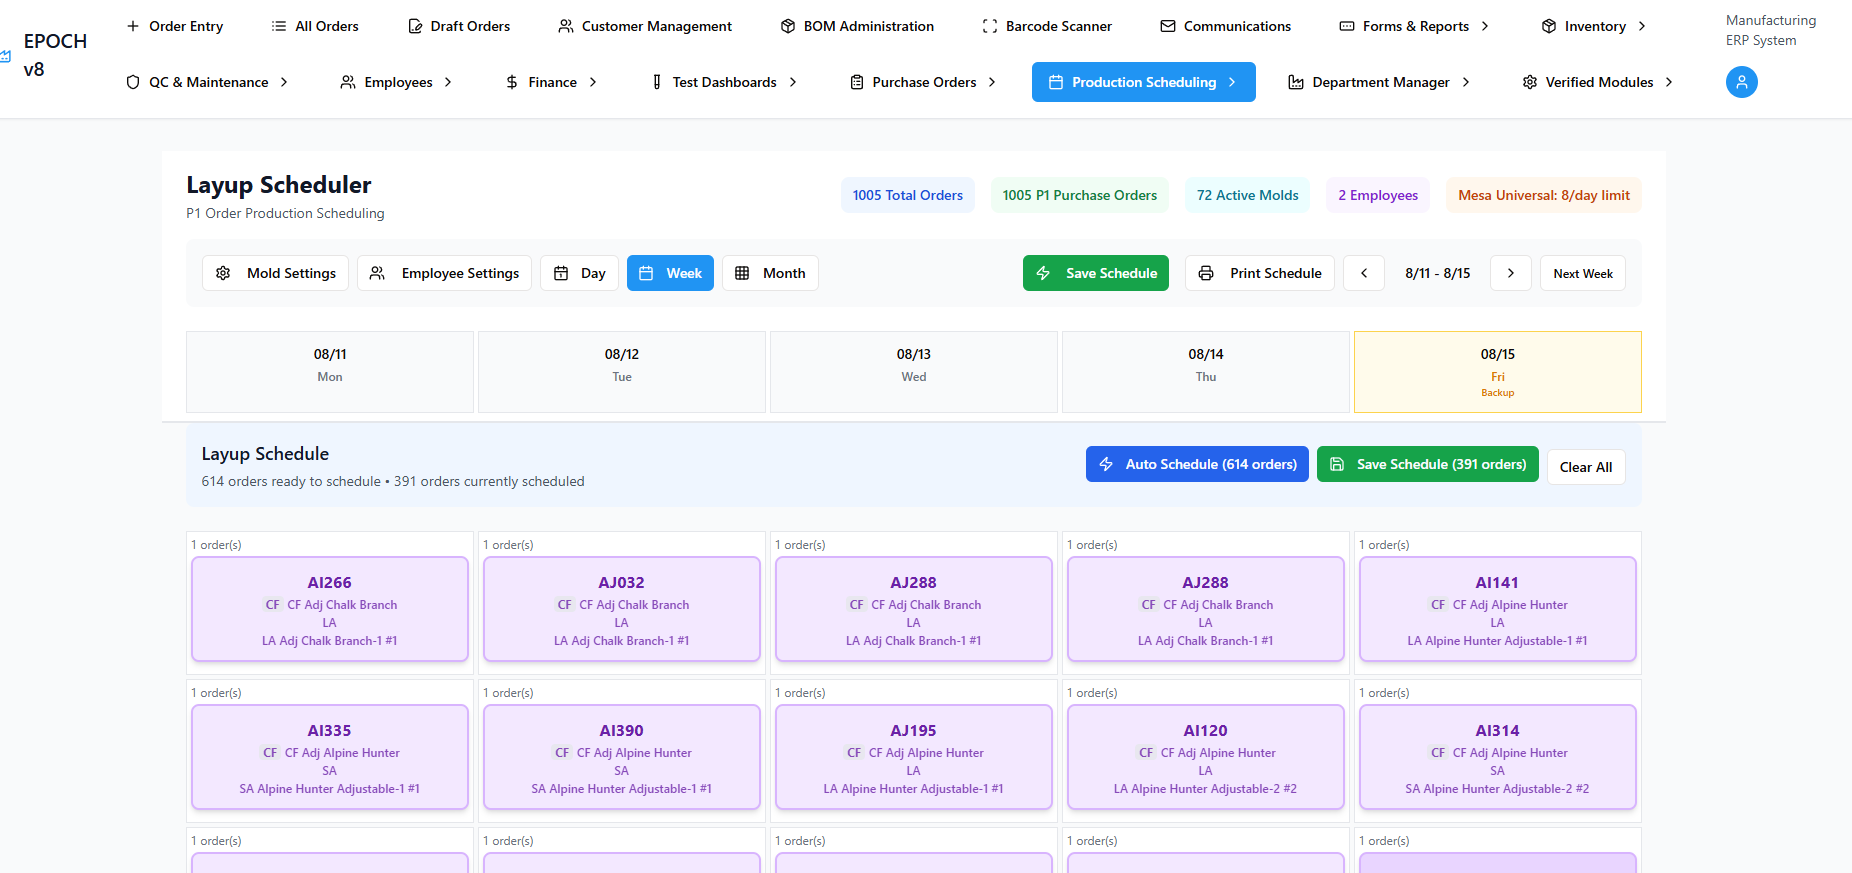 EPOCH
v8
Order Entry
All Orders
Draft Orders
Customer Management
BOM Administration
Barcode Scanner
Communications
Forms & Reports
Inventory
Manufacturing
ERP System
QC & Maintenance
Employees
Finance
Test Dashboards
Purchase Orders
Production Scheduling
Department Manager
Verified Modules
Layup Scheduler
P1 Order Production Scheduling
1005 Total Orders
1005 P1 Purchase Orders
72 Active Molds
2 Employees
Mesa Universal: 8/day limit
Mold Settings
Employee Settings
Day
Week
Month
Save Schedule
Print Schedule
8/11 - 8/15
Next Week
08/11
Mon
08/12
Tue
08/13
Wed
08/14
Thu
08/15
Fri
Backup
Layup Schedule
614 orders ready to schedule • 391 orders currently scheduled
Auto Schedule (614 orders)
Save Schedule (391 orders)
Clear All
1 order(s)
AI266
CF CF Adj Chalk Branch
LA
LA Adj Chalk Branch-1 #1
1 order(s)
AJ032
CF CF Adj Chalk Branch
LA
LA Adj Chalk Branch-1 #1
1 order(s)
AJ288
CF CF Adj Chalk Branch
LA
LA Adj Chalk Branch-1 #1
1 order(s)
AJ288
CF CF Adj Chalk Branch
LA
LA Adj Chalk Branch-1 #1
1 order(s)
AI141
CF CF Adj Alpine Hunter
LA
LA Alpine Hunter Adjustable-1 #1
1 order(s)
AI335
CF CF Adj Alpine Hunter
SA
SA Alpine Hunter Adjustable-1 #1
1 order(s)
AI390
CF CF Adj Alpine Hunter
SA
SA Alpine Hunter Adjustable-1 #1
1 order(s)
AJ195
CF CF Adj Alpine Hunter
LA
LA Alpine Hunter Adjustable-1 #1
1 order(s)
AI120
CF CF Adj Alpine Hunter
LA
LA Alpine Hunter Adjustable-2 #2
1 order(s)
AI314
CF CF Adj Alpine Hunter
SA
SA Alpine Hunter Adjustable-2 #2
1 order(s)
1 order(s)
1 order(s)
1 order(s)
1 order(s)